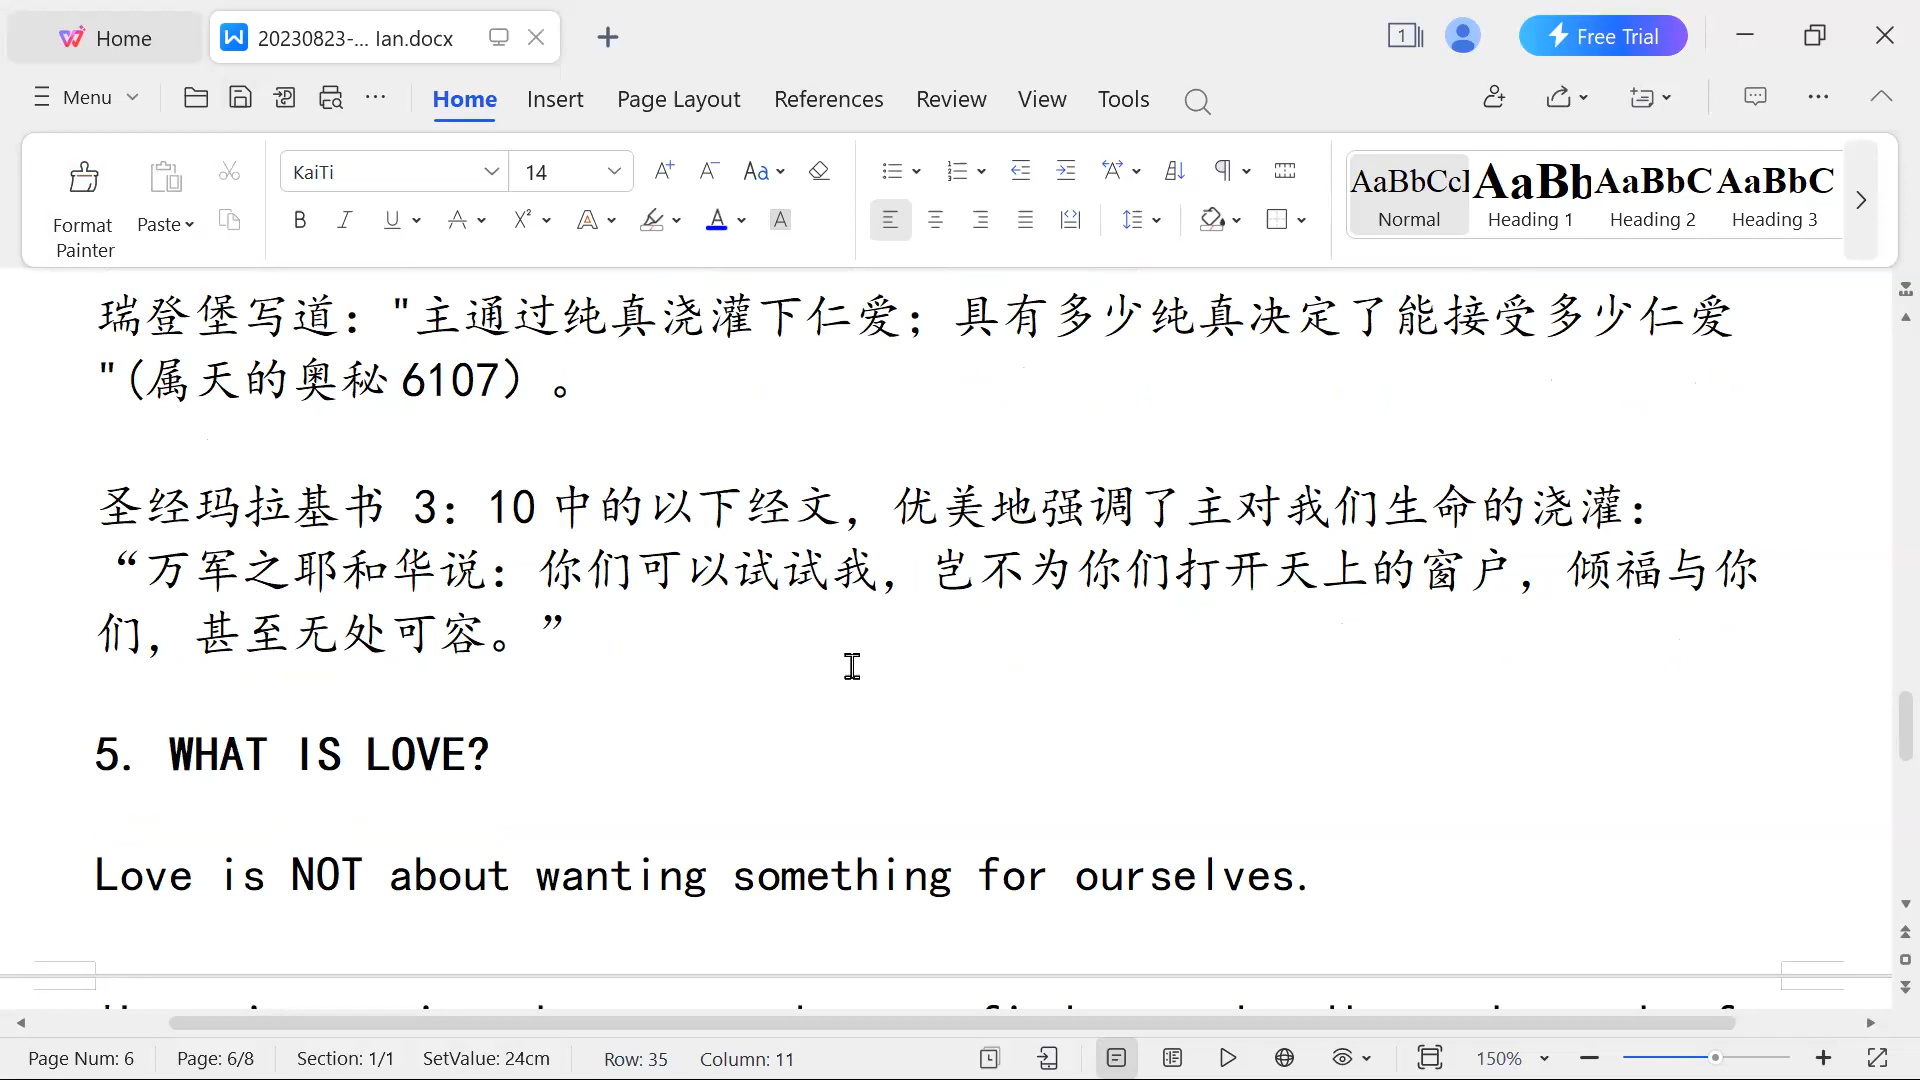 Home
20230823-... Ian.docx
1
Free Trial
Menu
Home Insert Page Layout References Review View Tools
Format Painter
Paste
KaiTi
14
AaBbCcI
Normal
AaBb
Heading 1
AaBbC
Heading 2
AaBbC
Heading 3
瑞登堡写道："主通过纯真浇灌下仁爱；具有多少纯真决定了能接受多少仁爱
"(属天的奥秘 6107）。
圣经玛拉基书 3：10 中的以下经文，优美地强调了主对我们生命的浇灌：
“万军之耶和华说：你们可以试试我，岂不为你们打开天上的窗户，倾福与你
们，甚至无处可容。”
5. WHAT IS LOVE?
Love is NOT about wanting something for ourselves.
Page Num: 6 Page: 6/8 Section: 1/1 SetValue: 24cm Row: 35 Column: 11
150%